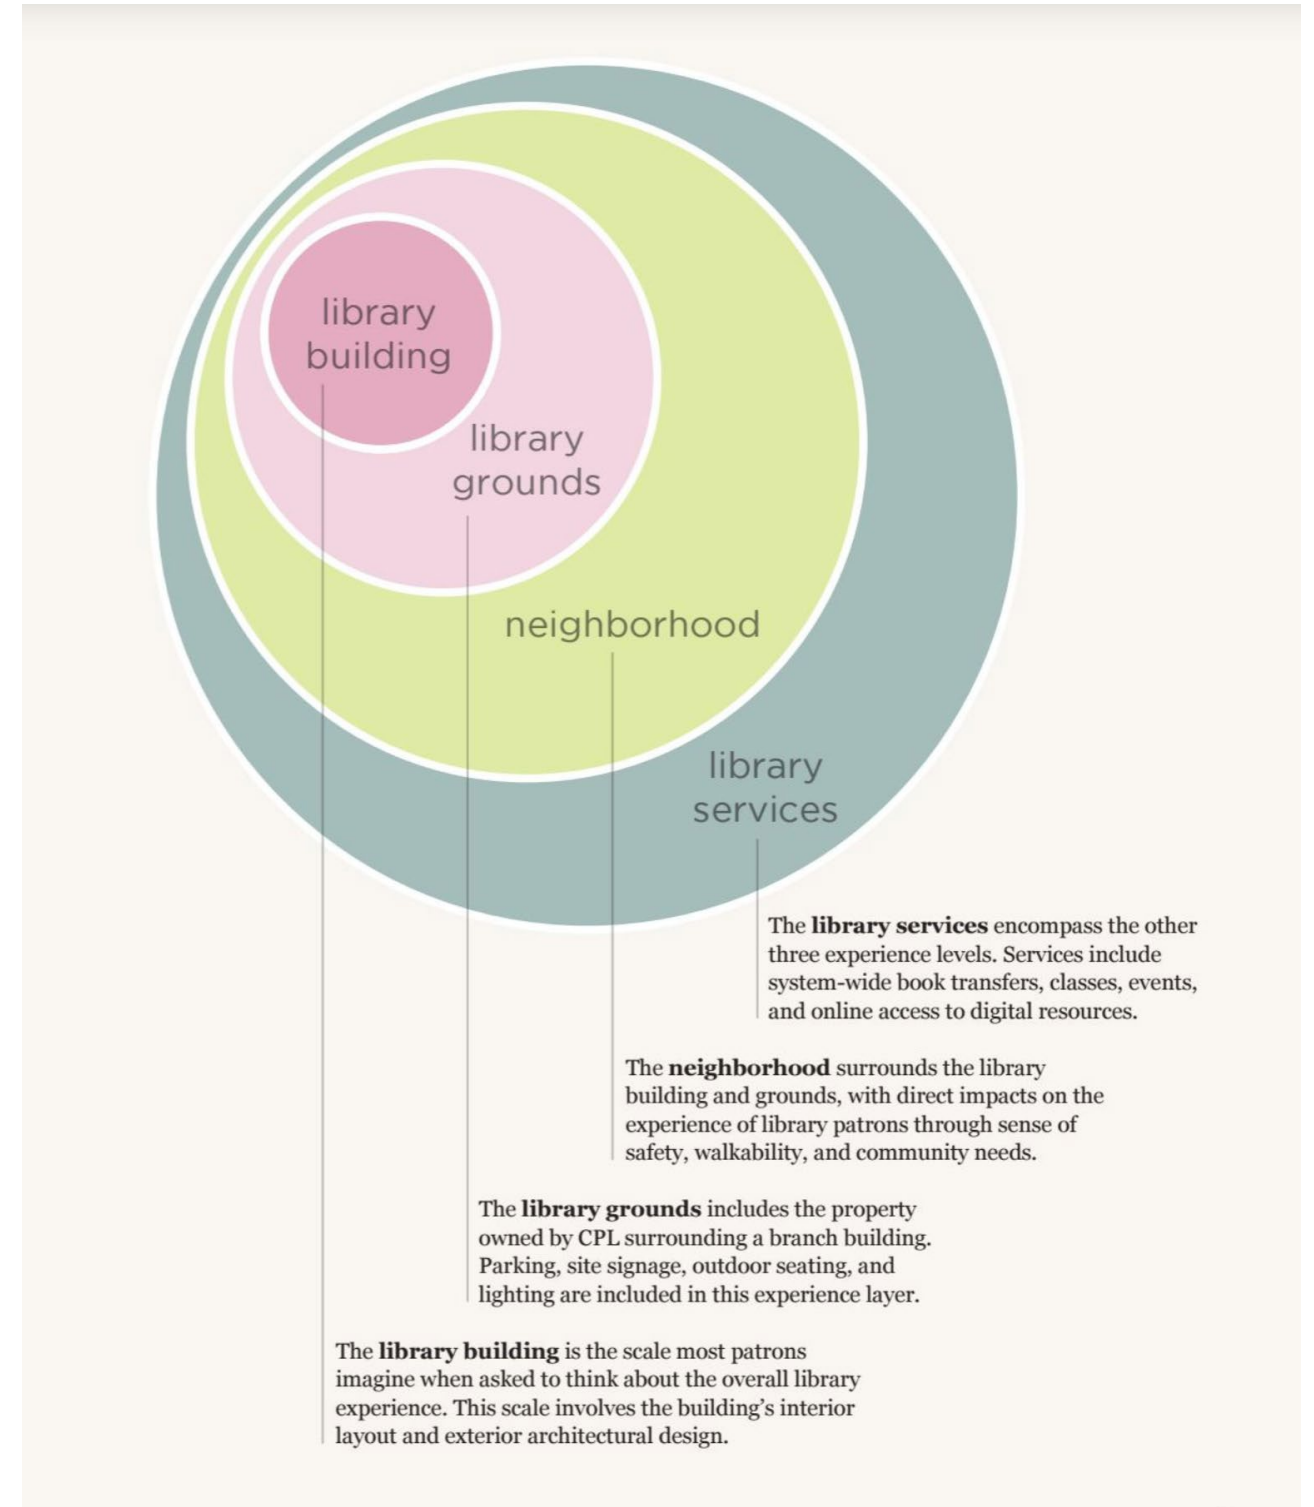 library
building
library
grounds
neighborhood
library
services
The library services encompass the other
three experience levels. Services include
system-wide book transfers, classes, events,
and online access to digital resources.
The neighborhood surrounds the library
building and grounds, with direct impacts on the
experience of library patrons through sense of
safety, walkability, and community needs.
The library grounds includes the property
owned by CPL surrounding a branch building.
Parking, site signage, outdoor seating, and
lighting are included in this experience layer.
The library building is the scale most patrons
imagine when asked to think about the overall library
experience. This scale involves the building’s interior
layout and exterior architectural design.